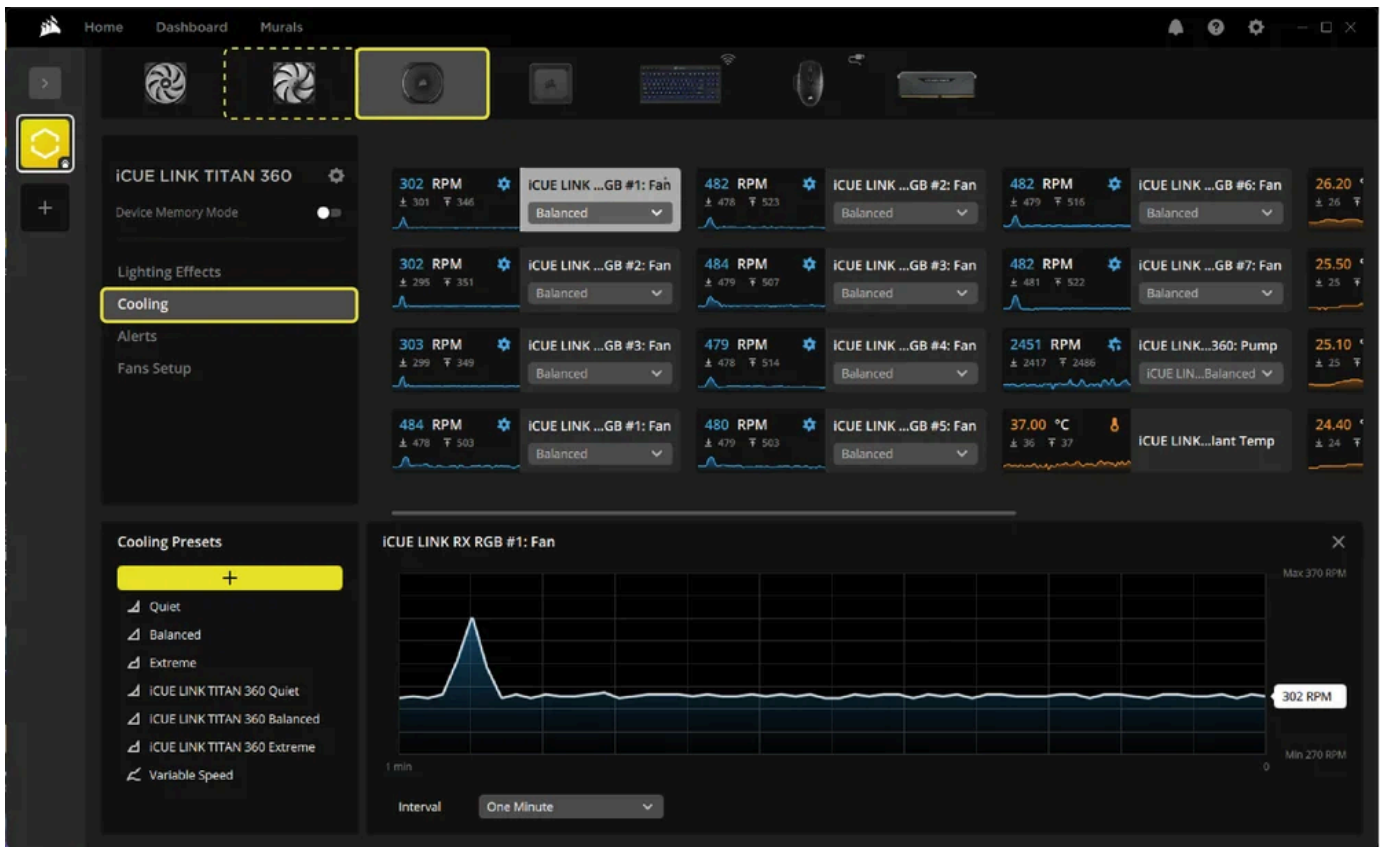 Home Dashboard Murals
iCUE LINK TITAN 360
Device Memory Mode
Lighting Effects
Cooling
Alerts
Fans Setup
302 RPM iCUE LINK ...GB #1: Fan
301 346 Balanced
482 RPM iCUE LINK ...GB #2: Fan
478 523 Balanced
482 RPM iCUE LINK ...GB #6: Fan
479 516 Balanced
26.20 °
26
302 RPM iCUE LINK ...GB #2: Fan
295 351 Balanced
484 RPM iCUE LINK ...GB #3: Fan
479 507 Balanced
482 RPM iCUE LINK ...GB #7: Fan
481 522 Balanced
25.50 °
25
303 RPM iCUE LINK ...GB #3: Fan
299 349 Balanced
479 RPM iCUE LINK ...GB #4: Fan
478 514 Balanced
2451 RPM iCUE LINK...360: Pump
2417 2486 iCUE LIN...Balanced
25.10 °
25
484 RPM iCUE LINK ...GB #1: Fan
478 503 Balanced
480 RPM iCUE LINK ...GB #5: Fan
479 503 Balanced
37.00 °C iCUE LINK...lant Temp
36 37
24.40 °
24
Cooling Presets
+
Quiet
Balanced
Extreme
iCUE LINK TITAN 360 Quiet
iCUE LINK TITAN 360 Balanced
iCUE LINK TITAN 360 Extreme
Variable Speed
iCUE LINK RX RGB #1: Fan
Max 370 RPM
302 RPM
Min 270 RPM
1 min 0
Interval One Minute